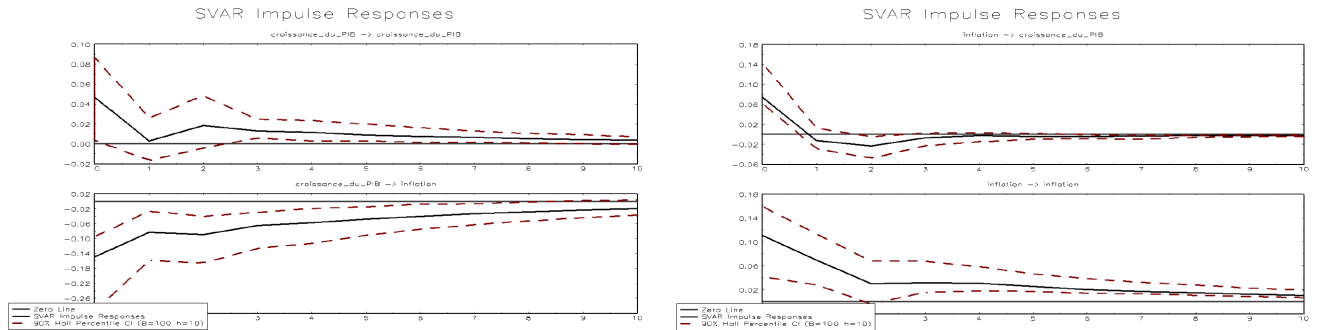 SVAR Impulse Responses
croissance_du_PIB -> croissance_du_PIB
0.10
0.08
0.06
0.04
0.02
0.00
-0.02
0 1 2 3 4 5 6 7 8 9 10
croissance_du_PIB -> inflation
0.02
-0.02
-0.06
-0.10
-0.14
-0.18
-0.22
-0.26
3 4 5 6 7 8 9 10
Zero Line
SVAR Impulse Responses
90% Hall Percentile CI (B=100 h=10)
SVAR Impulse Responses
inflation -> croissance_du_PIB
0.18
0.14
0.10
0.06
0.02
-0.02
-0.06
0 1 2 3 4 5 6 7 8 9 10
inflation -> inflation
0.18
0.14
0.10
0.06
0.02
3 4 5 6 7 8 9 10
Zero Line
SVAR Impulse Responses
90% Hall Percentile CI (B=100 h=10)